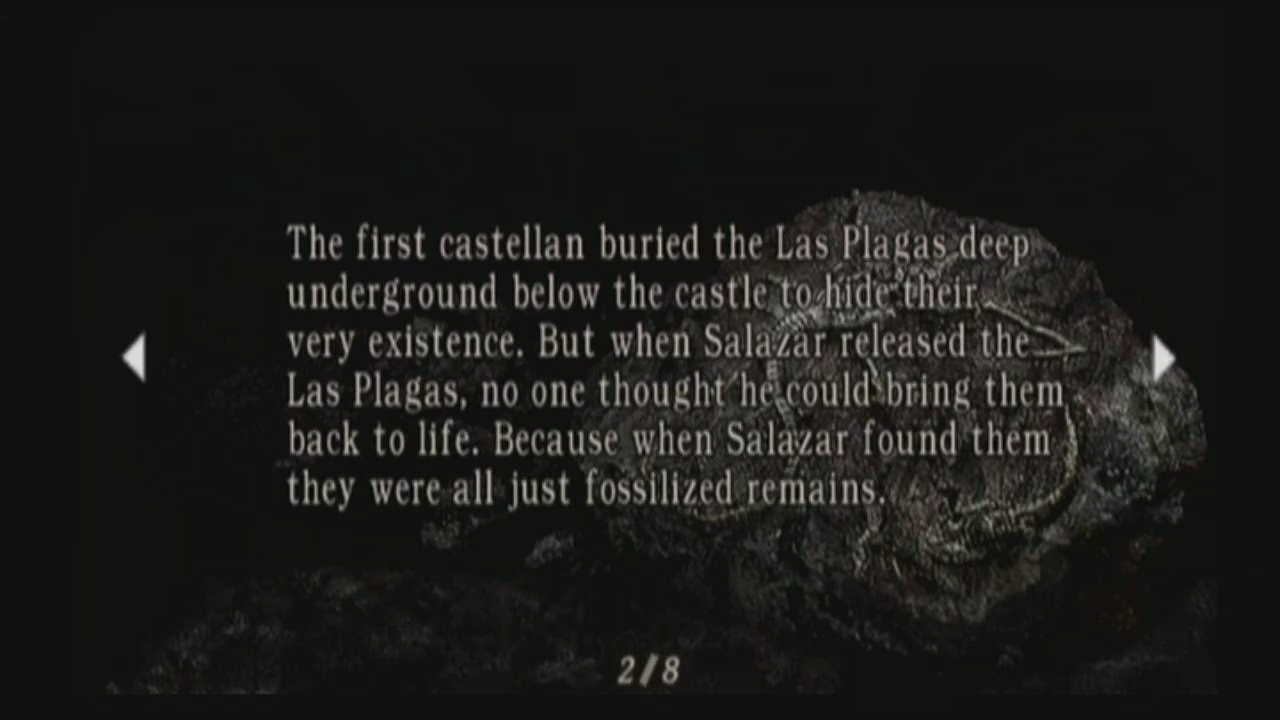 The first castellan buried the Las Plagas deep
underground below the castle to hide their
very existence. But when Salazar released the
Las Plagas, no one thought he could bring them
back to life. Because when Salazar found them
they were all just fossilized remains.
2/8